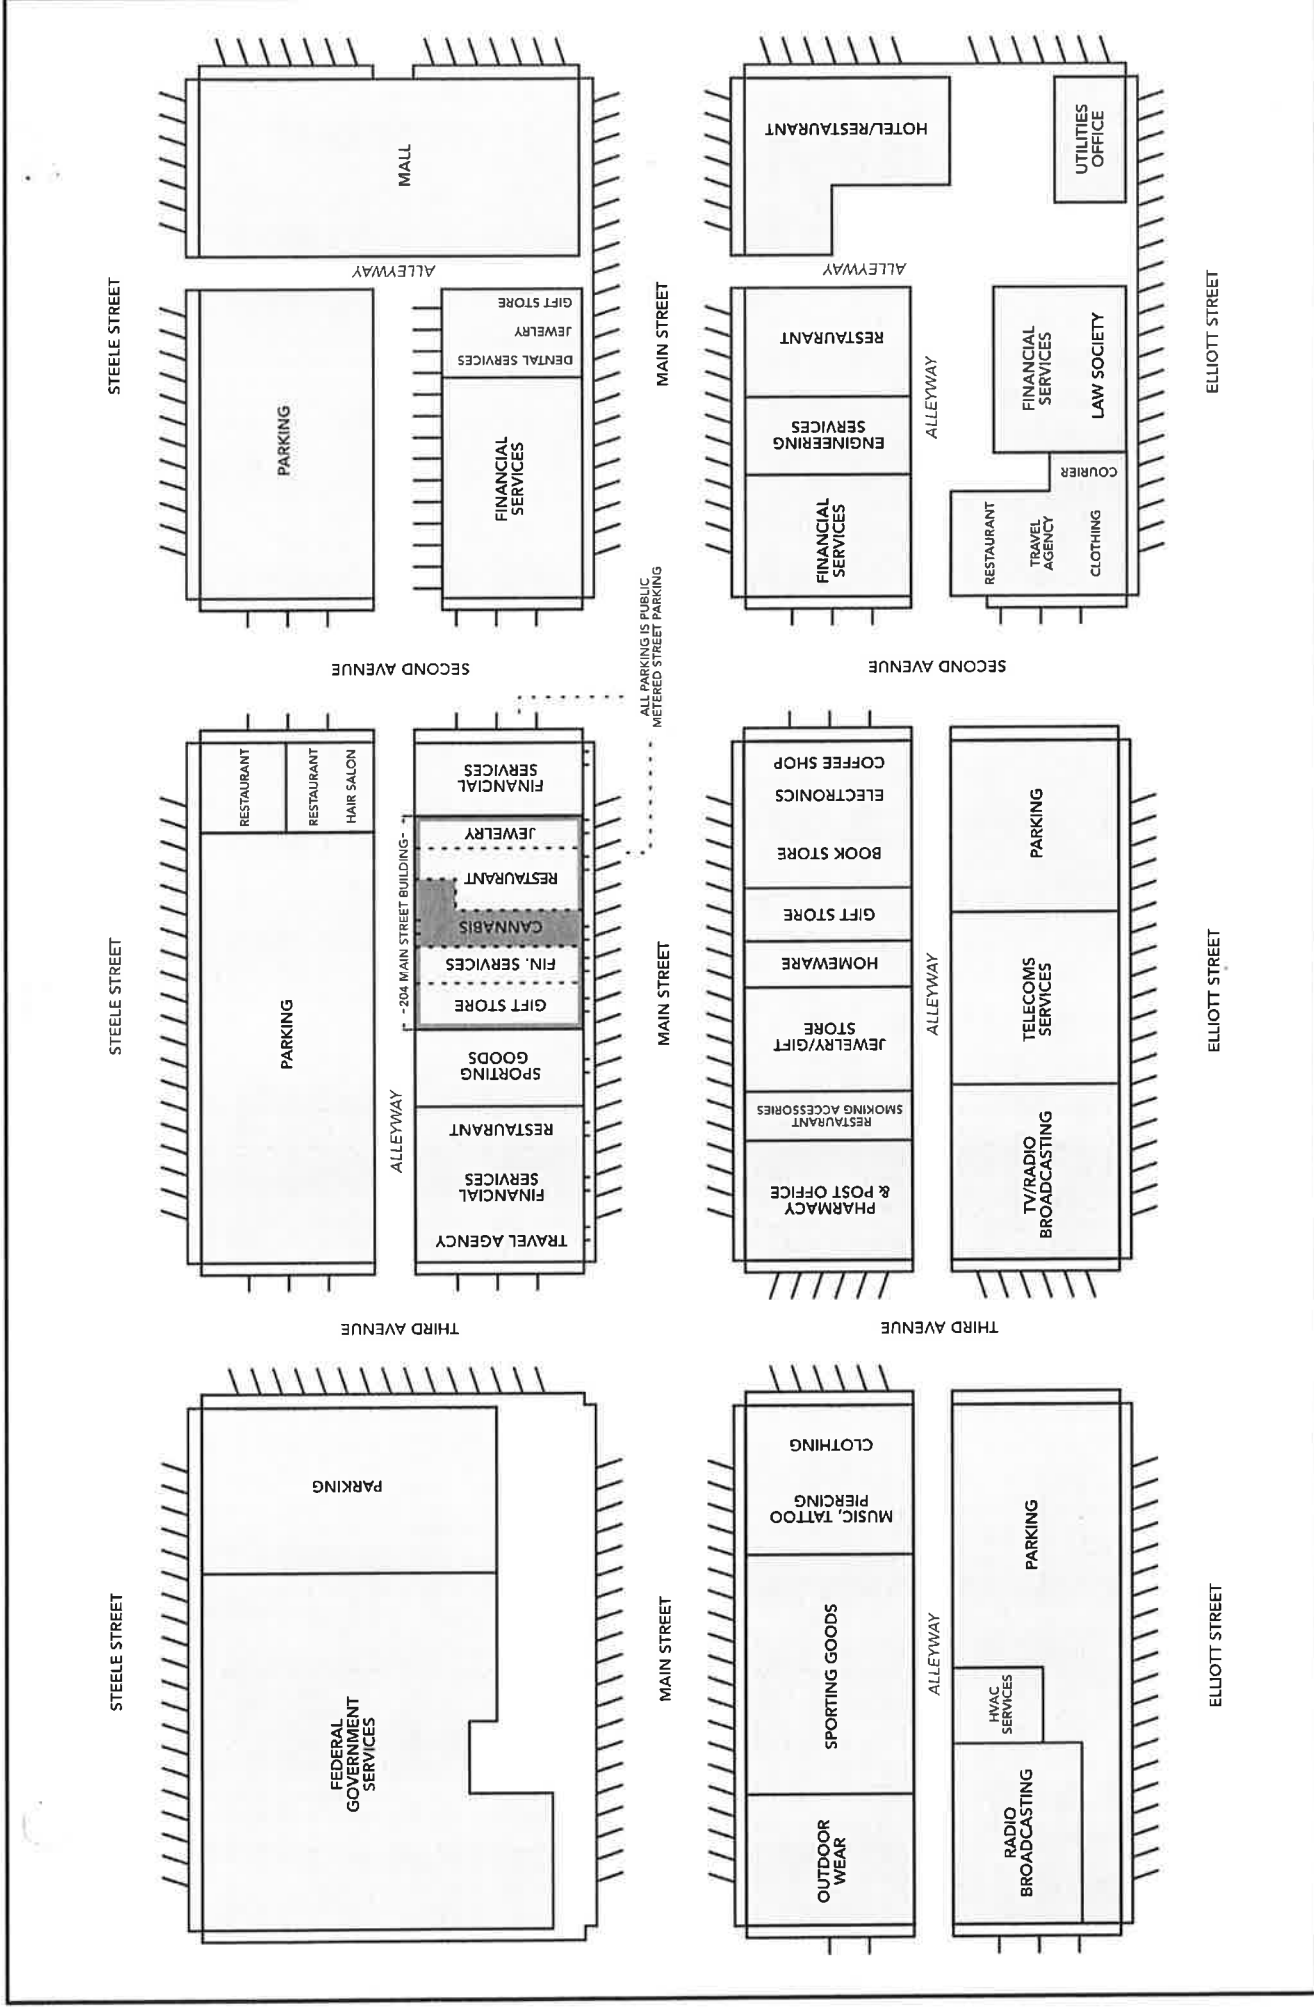 STEELE STREET
STEELE STREET
STEELE STREET
FEDERAL
GOVERNMENT
SERVICES
PARKING
PARKING
RESTAURANT
RESTAURANT
HAIR SALON
PARKING
MALL
ALLEYWAY
ALLEYWAY
-204 MAIN STREET BUILDING-
TRAVEL AGENCY
FINANCIAL
SERVICES
RESTAURANT
SPORTING
GOODS
GIFT STORE
FIN. SERVICES
CANNABIS
RESTAURANT
JEWELRY
FINANCIAL
SERVICES
FINANCIAL
SERVICES
DENTAL SERVICES
JEWELRY
GIFT STORE
THIRD AVENUE
SECOND AVENUE
ALL PARKING IS PUBLIC
METERED STREET PARKING
MAIN STREET
MAIN STREET
MAIN STREET
OUTDOOR
WEAR
SPORTING GOODS
MUSIC, TATTOO
PIERCING
CLOTHING
PHARMACY
& POST OFFICE
RESTAURANT
SMOKING ACCESSORIES
JEWELRY/GIFT
STORE
HOMEWARE
GIFT STORE
BOOK STORE
ELECTRONICS
COFFEE SHOP
FINANCIAL
SERVICES
ENGINEERING
SERVICES
RESTAURANT
ALLEYWAY
HOTEL/RESTAURANT
THIRD AVENUE
SECOND AVENUE
ALLEYWAY
ALLEYWAY
ALLEYWAY
RADIO
BROADCASTING
HVAC
SERVICES
PARKING
TV/RADIO
BROADCASTING
TELECOMS
SERVICES
PARKING
RESTAURANT
TRAVEL
AGENCY
CLOTHING
COURIER
FINANCIAL
SERVICES
LAW SOCIETY
UTILITIES
OFFICE
ELLIOTT STREET
ELLIOTT STREET
ELLIOTT STREET